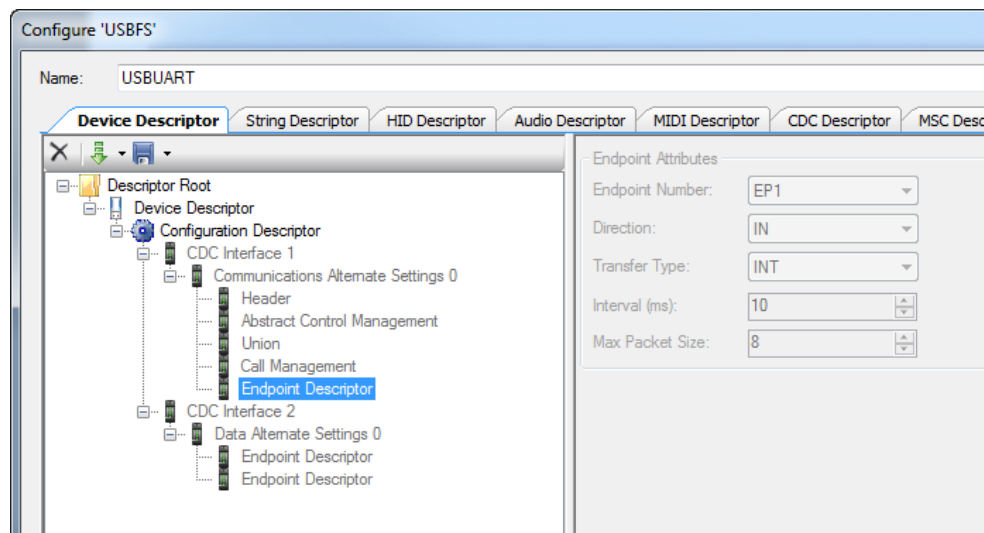 Configure 'USBFS'
Name: USBUART
Device Descriptor String Descriptor HID Descriptor Audio Descriptor MIDI Descriptor CDC Descriptor MSC Desc
Endpoint Attributes
Descriptor Root
Endpoint Number: EP1
Device Descriptor
Configuration Descriptor
Direction: IN
CDC Interface 1
Transfer Type: INT
Communications Alternate Settings 0
Header
Interval (ms): 10
Abstract Control Management
Union
Max Packet Size: 8
Call Management
Endpoint Descriptor
CDC Interface 2
Data Alternate Settings 0
Endpoint Descriptor
Endpoint Descriptor